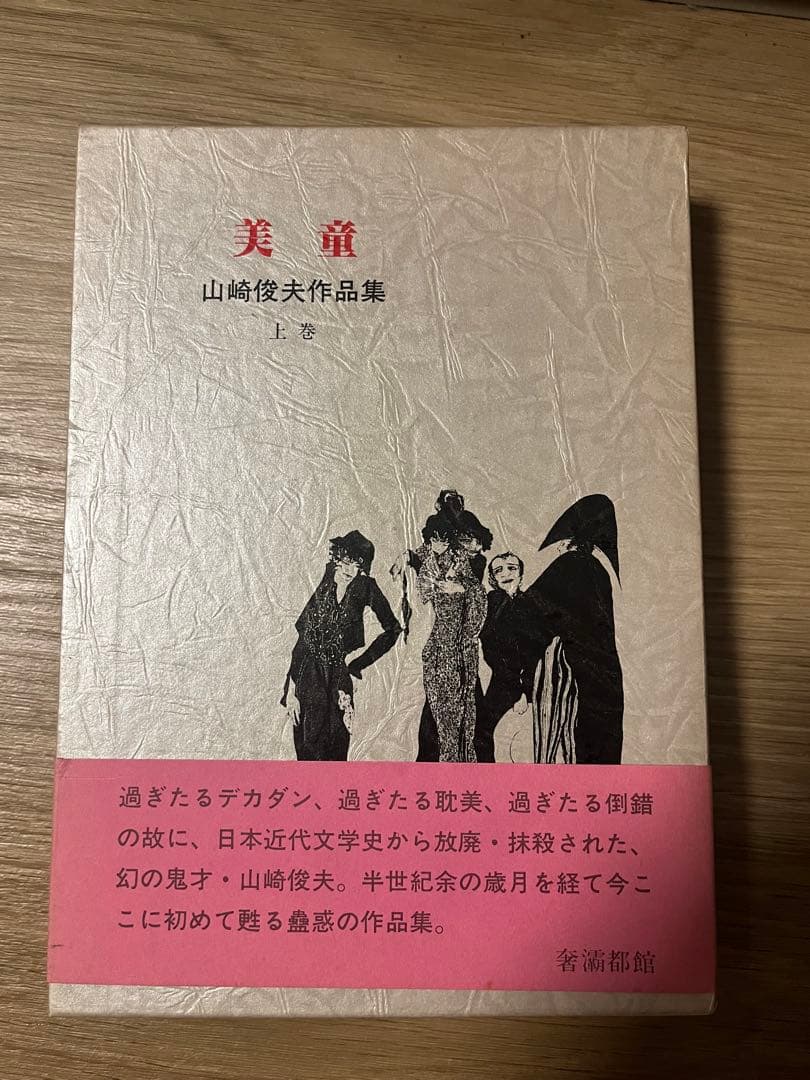 美童
山崎俊夫作品集
上巻
過ぎたるデカダン、過ぎたる耽美、過ぎたる倒錯
の故に、日本近代文学史から放廃・抹殺された、
幻の鬼才・山崎俊夫。半世紀余の歳月を経て今こ
こに初めて甦る蠱惑の作品集。
奢灞都館